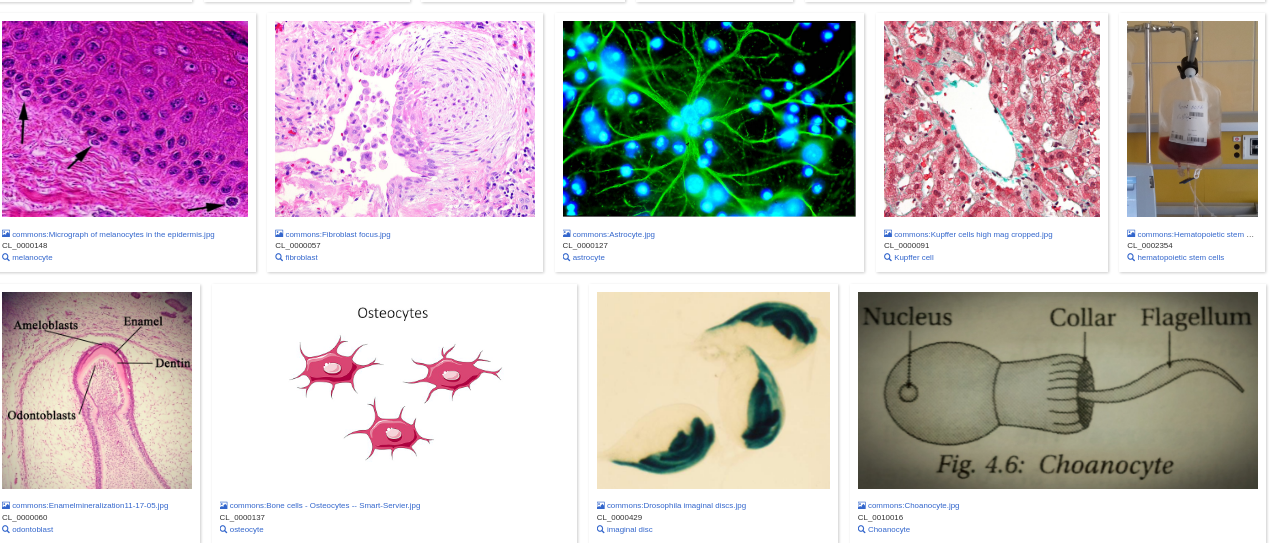 commons:Micrograph of melanocytes in the epidermis.jpg
CL_0000148
melanocyte
commons:Fibroblast focus.jpg
CL_0000057
fibroblast
commons:Astrocyte.jpg
CL_0000127
astrocyte
commons:Kupffer cells high mag cropped.jpg
CL_0000091
Kupffer cell
commons:Hematopoietic stem ...
CL_0002354
hematopoietic stem cells
Ameloblasts
Enamel
Dentin
Odontoblasts
commons:Enamelmineralization11-17-05.jpg
CL_0000060
odontoblast
Osteocytes
commons:Bone cells - Osteocytes -- Smart-Servier.jpg
CL_0000137
osteocyte
commons:Drosophila imaginal discs.jpg
CL_0000429
imaginal disc
Nucleus
Collar
Flagellum
Fig. 4.6: Choanocyte
commons:Choanocyte.jpg
CL_0010016
Choanocyte